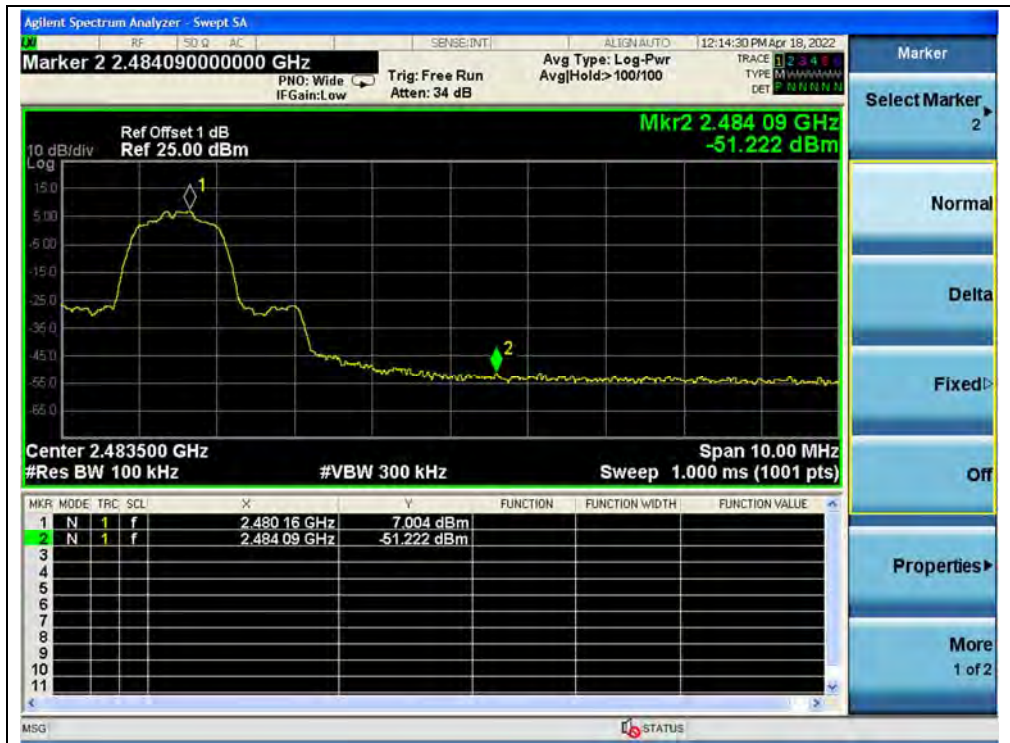 Agilent Spectrum Analyzer - Swept SA
LXI RF 50 Ω AC SENSE:INT ALIGNAUTO 12:14:30 PM Apr 18, 2022
Marker 2 2.484090000000 GHz
PNO: Wide
IFGain:Low
Trig: Free Run
Atten: 34 dB
Avg Type: Log-Pwr
Avg|Hold:>100/100
TRACE 1 2 3 4 5 6
TYPE M
DET P N N N N N
Mkr2 2.484 09 GHz
-51.222 dBm
Ref Offset 1 dB
10 dB/div Ref 25.00 dBm
Log
15.0
5.00
-5.00
-15.0
-25.0
-35.0
-45.0
-55.0
-65.0
1
2
Center 2.483500 GHz Span 10.00 MHz
#Res BW 100 kHz #VBW 300 kHz Sweep 1.000 ms (1001 pts)
MKR MODE TRC SCL X Y FUNCTION FUNCTION WIDTH FUNCTION VALUE
1 N 1 f 2.480 16 GHz 7.004 dBm
2 N 1 f 2.484 09 GHz -51.222 dBm
3
4
5
6
7
8
9
10
11
MSG STATUS
Marker
Select Marker
2
Normal
Delta
Fixed
Off
Properties
More
1 of 2